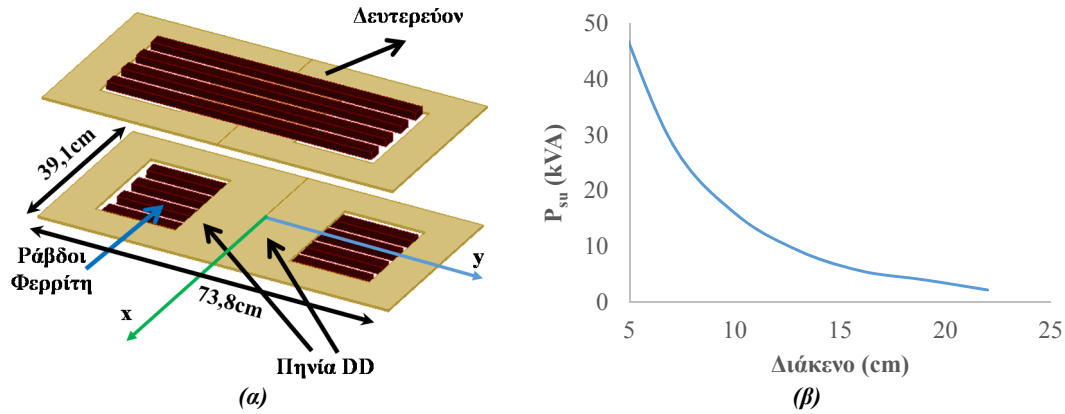 Δευτερεύον
39,1cm
Ράβδοι
Φερρίτη
73,8cm
x
y
Πηνία DD
(α)
P_su (kVA)
50
40
30
20
10
0
5
10
15
20
25
Διάκενο (cm)
(β)